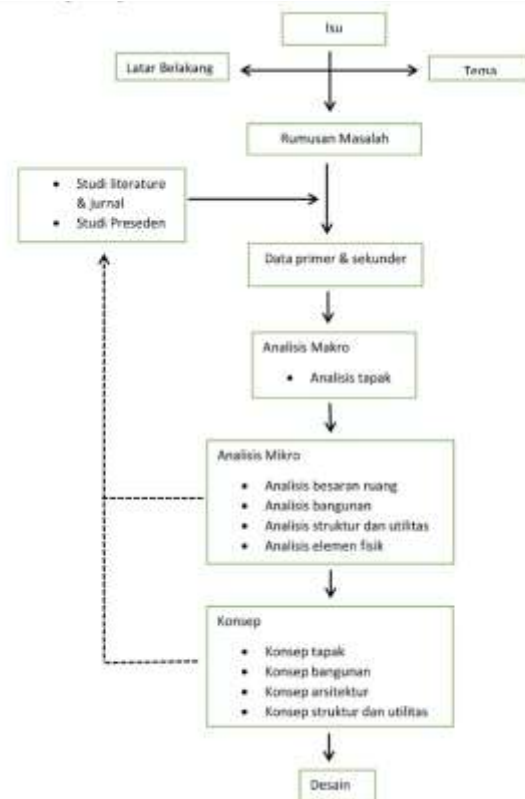 Isu
Latar Belakang
Tema
Rumusan Masalah
• Studi literature
& jurnal
• Studi Preseden
Data primer & sekunder
Analisis Makro
• Analisis tapak
Analisis Mikro
• Analisis besaran ruang
• Analisis bangunan
• Analisis struktur dan utilitas
• Analisis elemen fisik
Konsep
• Konsep tapak
• Konsep bangunan
• Konsep arsitektur
• Konsep struktur dan utilitas
Desain